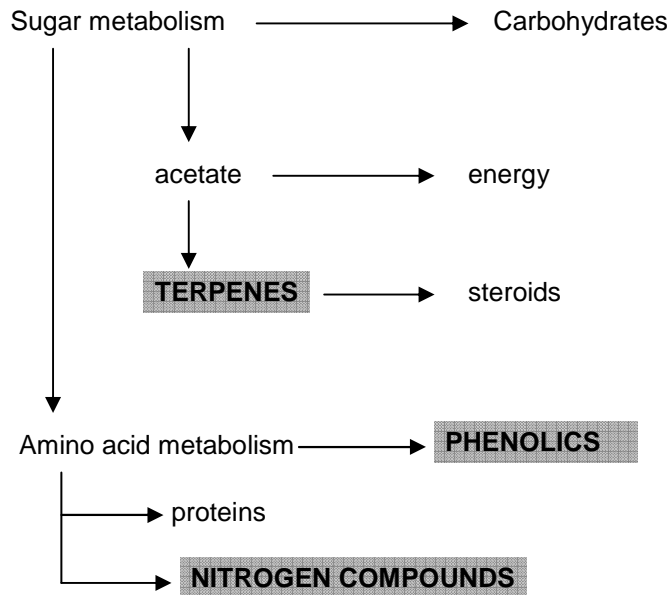 Sugar metabolism Carbohydrates
acetate energy
TERPENES steroids
Amino acid metabolism PHENOLICS
proteins
NITROGEN COMPOUNDS